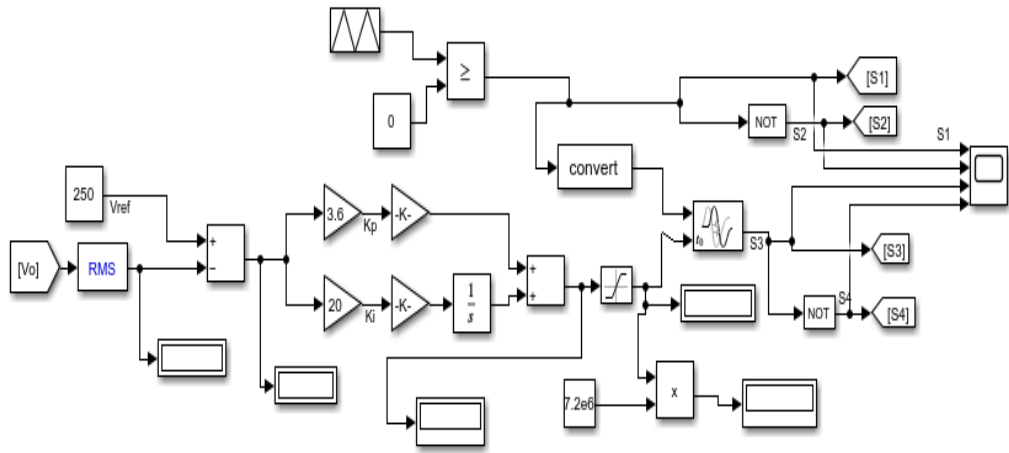 ≥
[S1]
0
NOT
S2
[S2]
S1
convert
250
Vref
3.6
Kp
-K-
t0
S3
+
−
[Vo]
RMS
+
+
[S3]
20
Ki
-K-
1
s
NOT
S4
[S4]
7.2e6
x